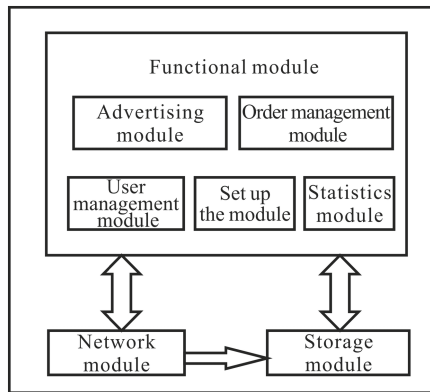 Functional module
Advertising
module
Order management
module
User
management
module
Set up
the module
Statistics
module
Network
module
Storage
module